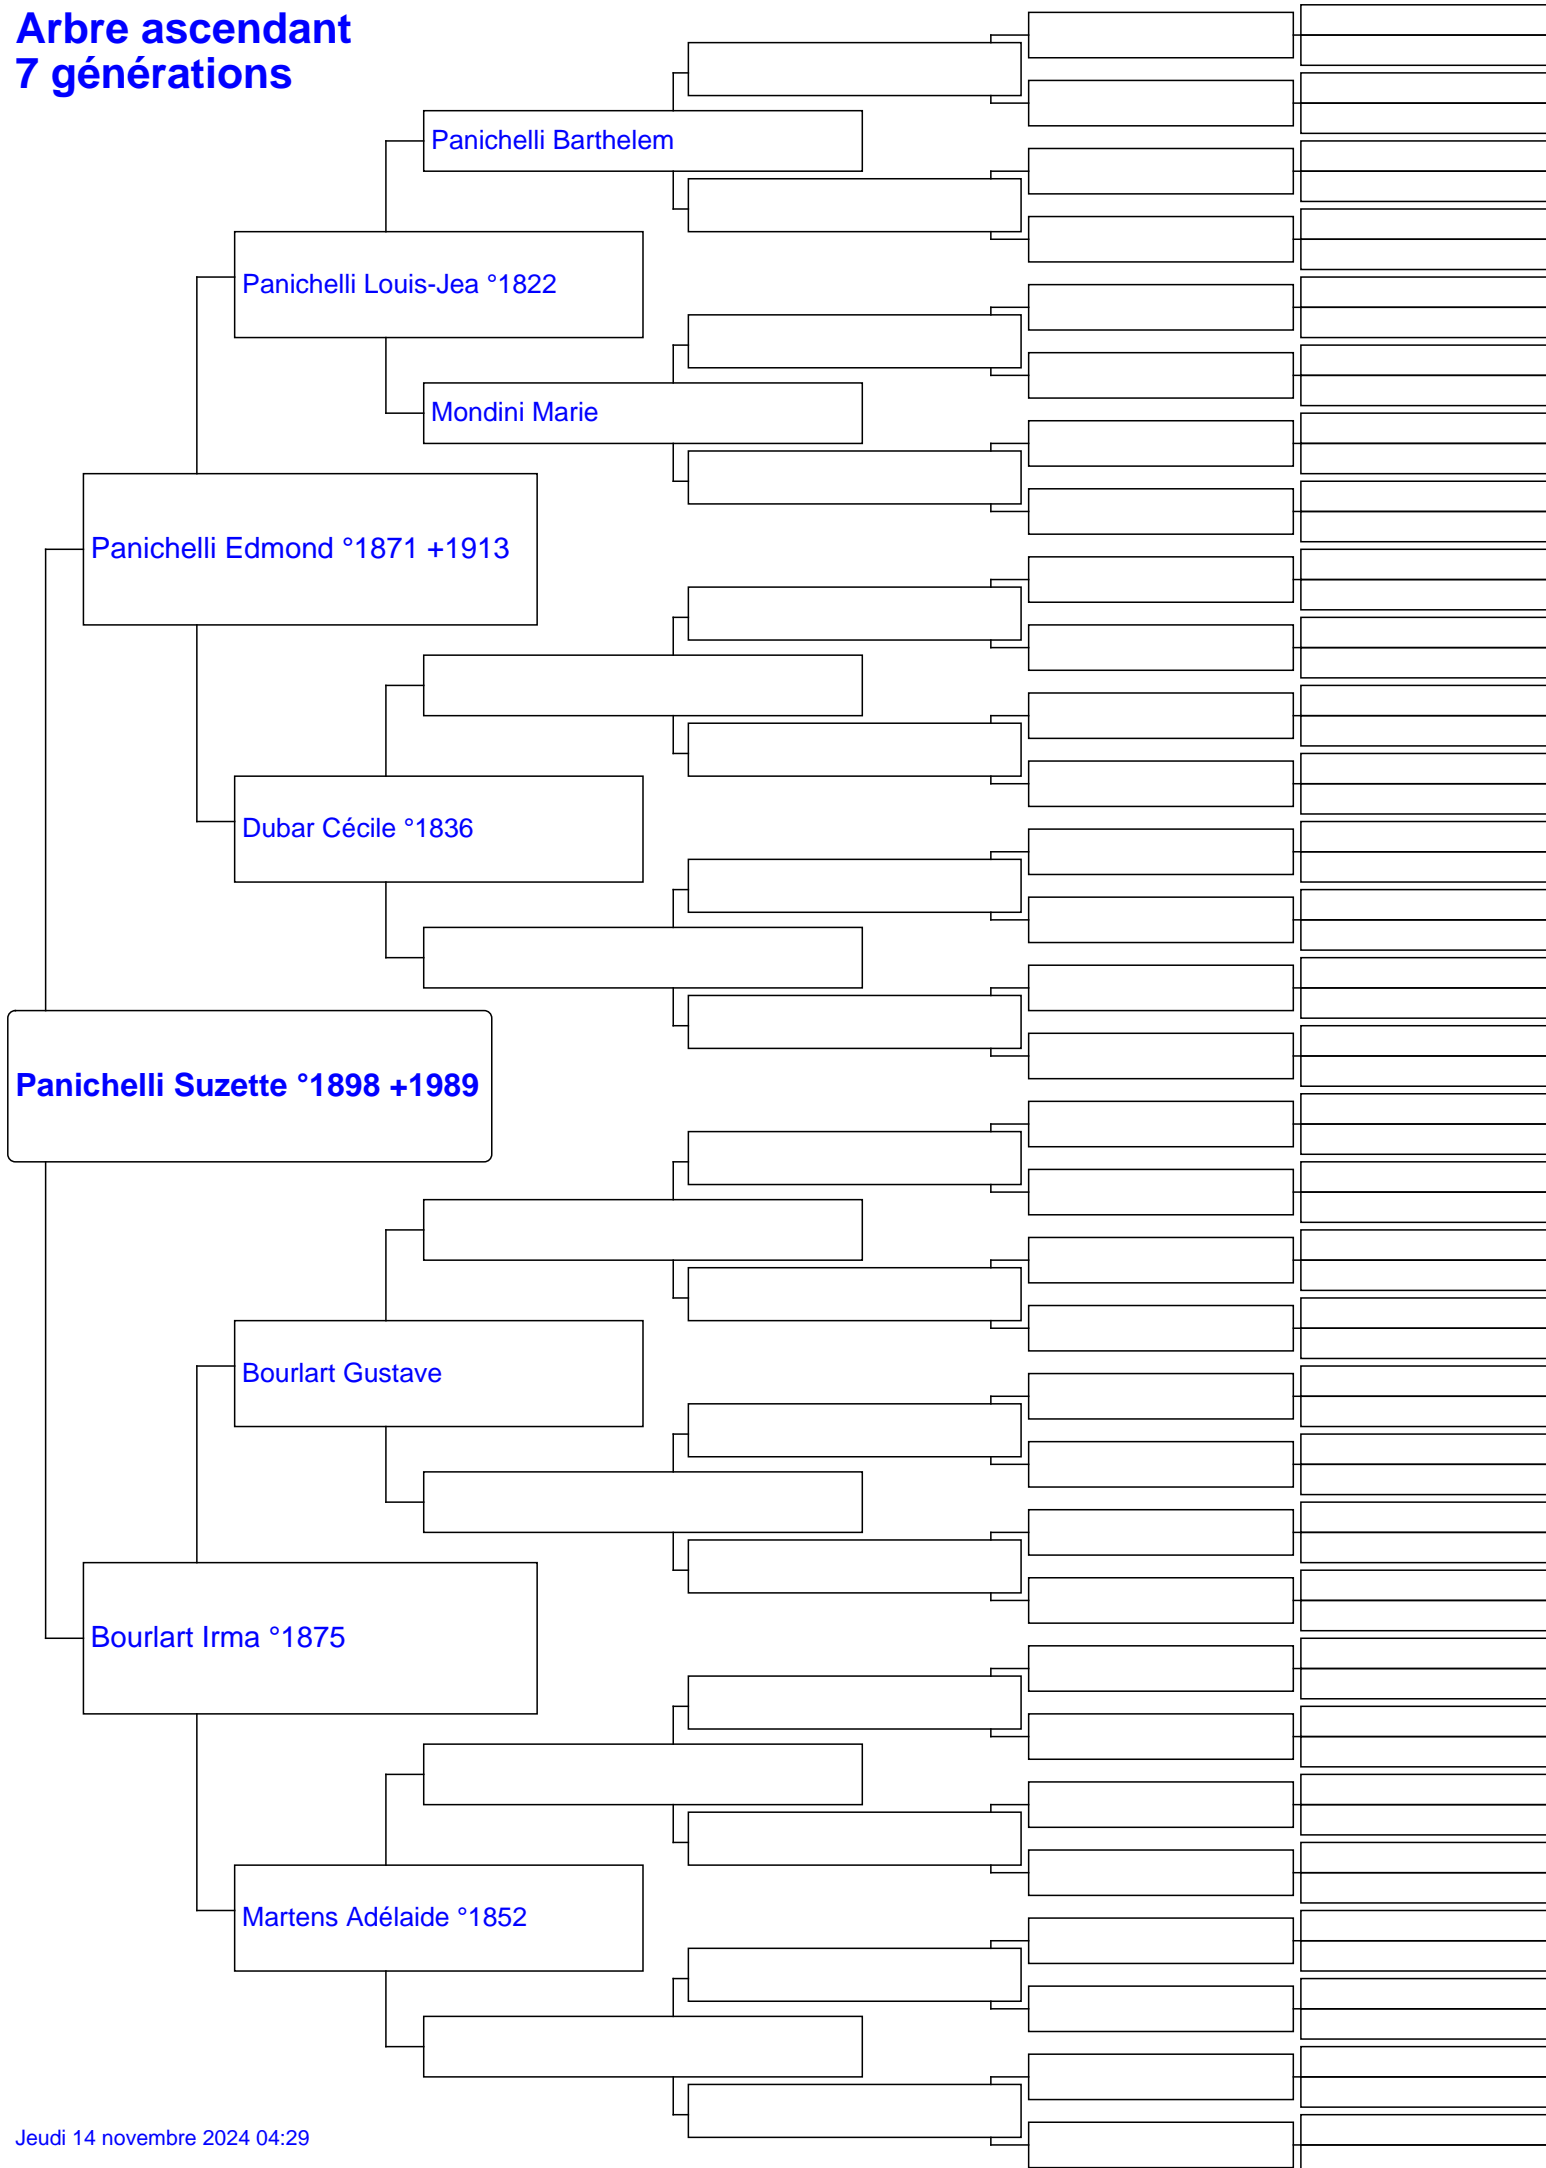 Arbre ascendant
7 générations
Panichelli Barthelem
Panichelli Louis-Jea °1822
Mondini Marie
Panichelli Edmond °1871 +1913
Dubar Cécile °1836
Panichelli Suzette °1898 +1989
Bourlart Gustave
Bourlart Irma °1875
Martens Adélaide °1852
Jeudi 14 novembre 2024 04:29